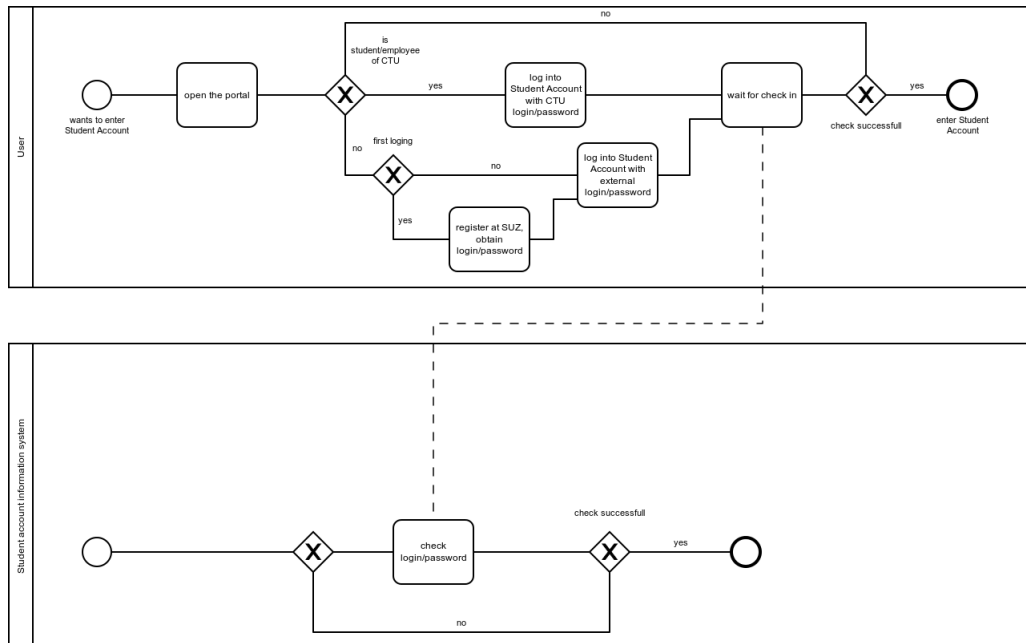 User
no
is
student/employee
of CTU
wants to enter
Student Account
open the portal
yes
log into
Student Account
with CTU
login/password
wait for check in
check successfull
yes
enter Student
Account
no
first loging
no
log into Student
Account with
external
login/password
yes
register at SUZ,
obtain
login/password
Student account information system
check
login/password
check successfull
yes
no